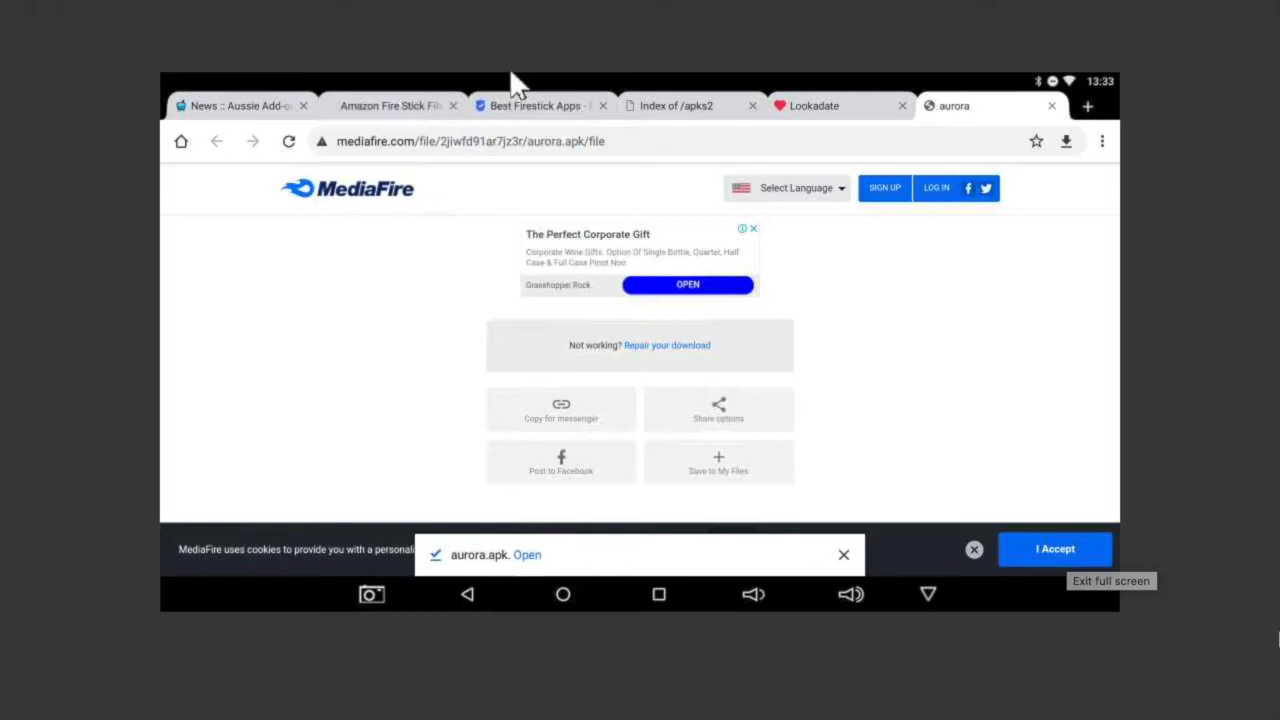 13:33
News :: Aussie Add-o
Amazon Fire Stick Fil
Best Firestick Apps -
Index of /apks2
Lookadate
aurora
mediafire.com/file/2jiwfd91ar7jz3r/aurora.apk/file
MediaFire
Select Language
SIGN UP
LOG IN
The Perfect Corporate Gift
Corporate Wine Gifts. Option Of Single Bottle, Quarter, Half
Case & Full Case Pinot Noir.
Grasshopper Rock
OPEN
Not working? Repair your download
Copy for messenger
Share options
Post to Facebook
Save to My Files
MediaFire uses cookies to provide you with a personali
aurora.apk. Open
I Accept
Exit full screen